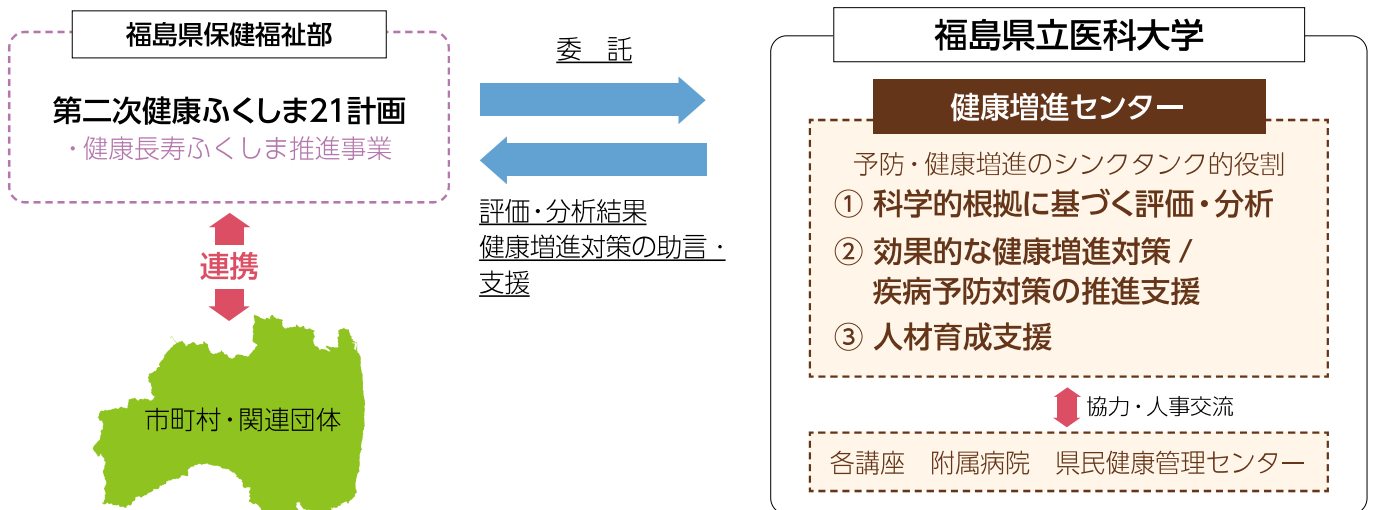 福島県保健福祉部
第二次健康ふくしま21計画
・健康長寿ふくしま推進事業
連携
市町村・関連団体
委　託
評価・分析結果
健康増進対策の助言・
支援
福島県立医科大学
健康増進センター
予防・健康増進のシンクタンク的役割
① 科学的根拠に基づく評価・分析
② 効果的な健康増進対策 /
疾病予防対策の推進支援
③ 人材育成支援
協力・人事交流
各講座　附属病院　県民健康管理センター